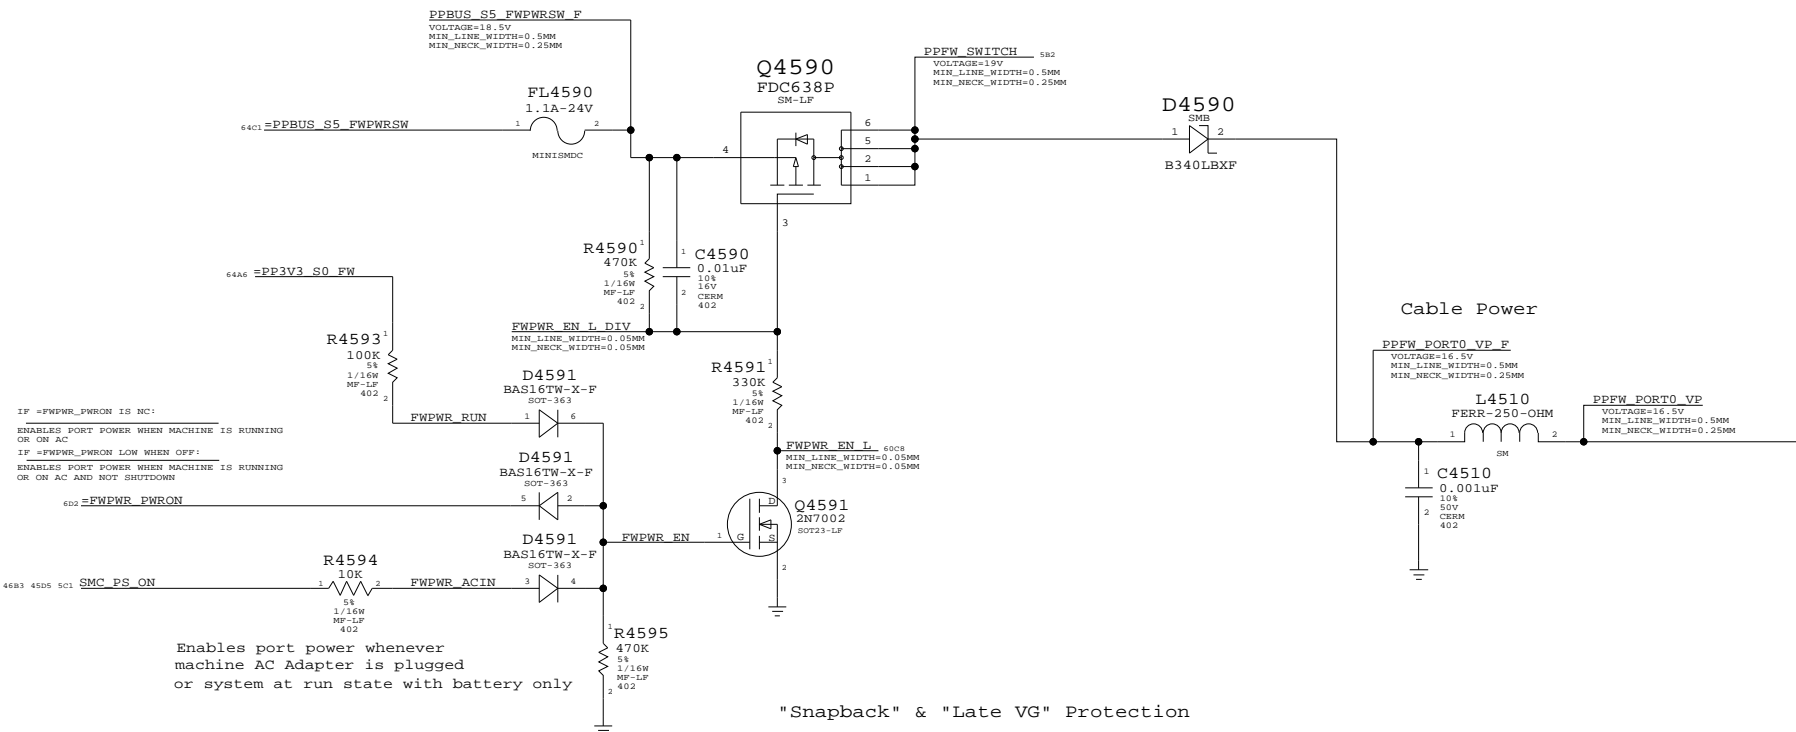 PPBUS_S5_FWPWRSW_F
VOLTAGE=18.5V
MIN_LINE_WIDTH=0.5MM
MIN_NECK_WIDTH=0.25MM
FL4590
1.1A-24V
64C1 =PPBUS_S5_FWPWRSW
1 2
MINISMDC
Q4590
FDC638P
SM-LF
4
6
5
2
1
3
PPFW_SWITCH 5B2
VOLTAGE=19V
MIN_LINE_WIDTH=0.5MM
MIN_NECK_WIDTH=0.25MM
D4590
SMB
1 2
B340LBXF
R4590
470K
5%
1/16W
MF-LF
402
1
2
C4590
0.01uF
10%
16V
CERM
402
1
2
64A6 =PP3V3_S0_FW
FWPWR_EN_L_DIV
MIN_LINE_WIDTH=0.05MM
MIN_NECK_WIDTH=0.05MM
R4593
100K
5%
1/16W
MF-LF
402
1
2
R4591
330K
5%
1/16W
MF-LF
402
1
2
Cable Power
PPFW_PORT0_VP_F
VOLTAGE=16.5V
MIN_LINE_WIDTH=0.5MM
MIN_NECK_WIDTH=0.25MM
L4510
FERR-250-OHM
1 2
SM
PPFW_PORT0_VP
VOLTAGE=16.5V
MIN_LINE_WIDTH=0.5MM
MIN_NECK_WIDTH=0.25MM
C4510
0.001uF
10%
50V
CERM
402
1
2
IF =FWPWR_PWRON IS NC:
ENABLES PORT POWER WHEN MACHINE IS RUNNING
OR ON AC
IF =FWPWR_PWRON LOW WHEN OFF:
ENABLES PORT POWER WHEN MACHINE IS RUNNING
OR ON AC AND NOT SHUTDOWN
D4591
BAS16TW-X-F
SOT-363
FWPWR_RUN 1 6
D4591
BAS16TW-X-F
SOT-363
6D2 =FWPWR_PWRON 5 2
FWPWR_EN_L 60C8
MIN_LINE_WIDTH=0.05MM
MIN_NECK_WIDTH=0.05MM
3
D
G
S
1
2
Q4591
2N7002
SOT23-LF
FWPWR_EN
D4591
BAS16TW-X-F
SOT-363
R4594
10K
46B3 45D5 5C1 SMC_PS_ON 1 2 FWPWR_ACIN 3 4
5%
1/16W
MF-LF
402
R4595
470K
5%
1/16W
MF-LF
402
1
2
Enables port power whenever
machine AC Adapter is plugged
or system at run state with battery only
"Snapback" & "Late VG" Protection